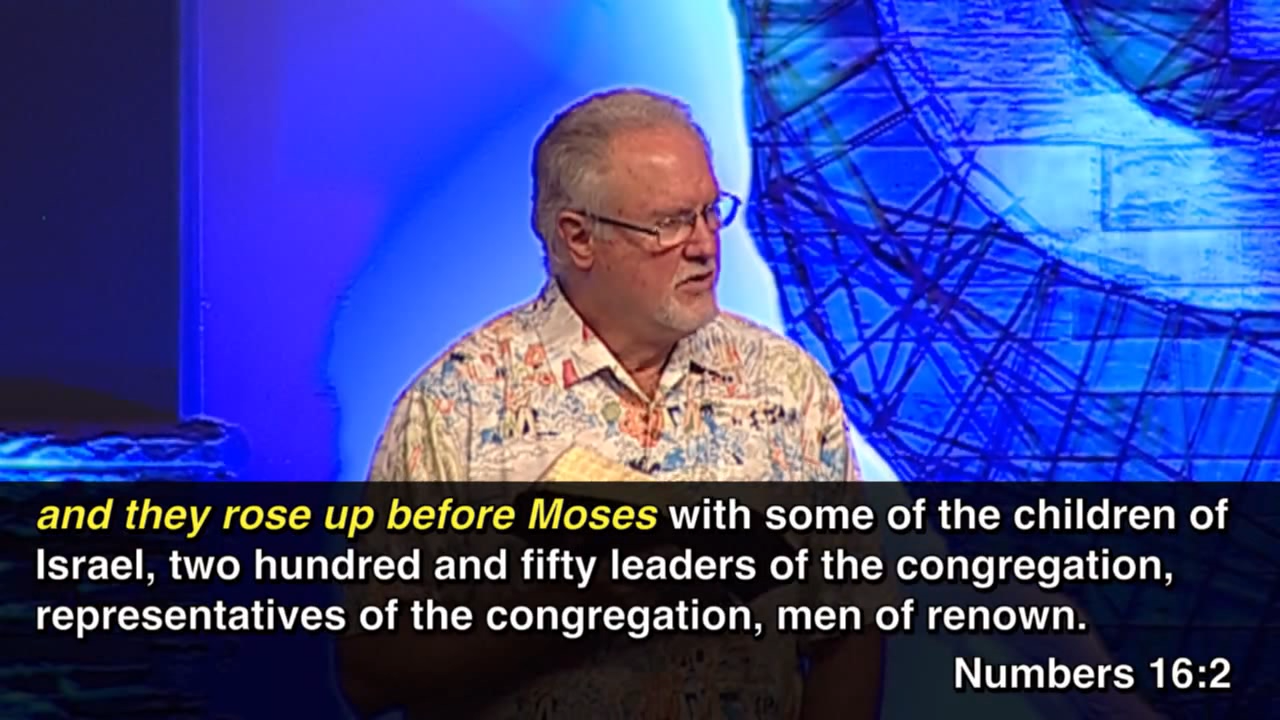 and they rose up before Moses with some of the children of
Israel, two hundred and fifty leaders of the congregation,
representatives of the congregation, men of renown.
Numbers 16:2